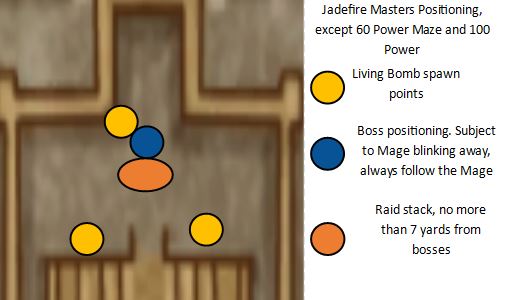 Jadefire Masters Positioning,
except 60 Power Maze and 100
Power
Living Bomb spawn
points
Boss positioning. Subject
to Mage blinking away,
always follow the Mage
Raid stack, no more
than 7 yards from
bosses